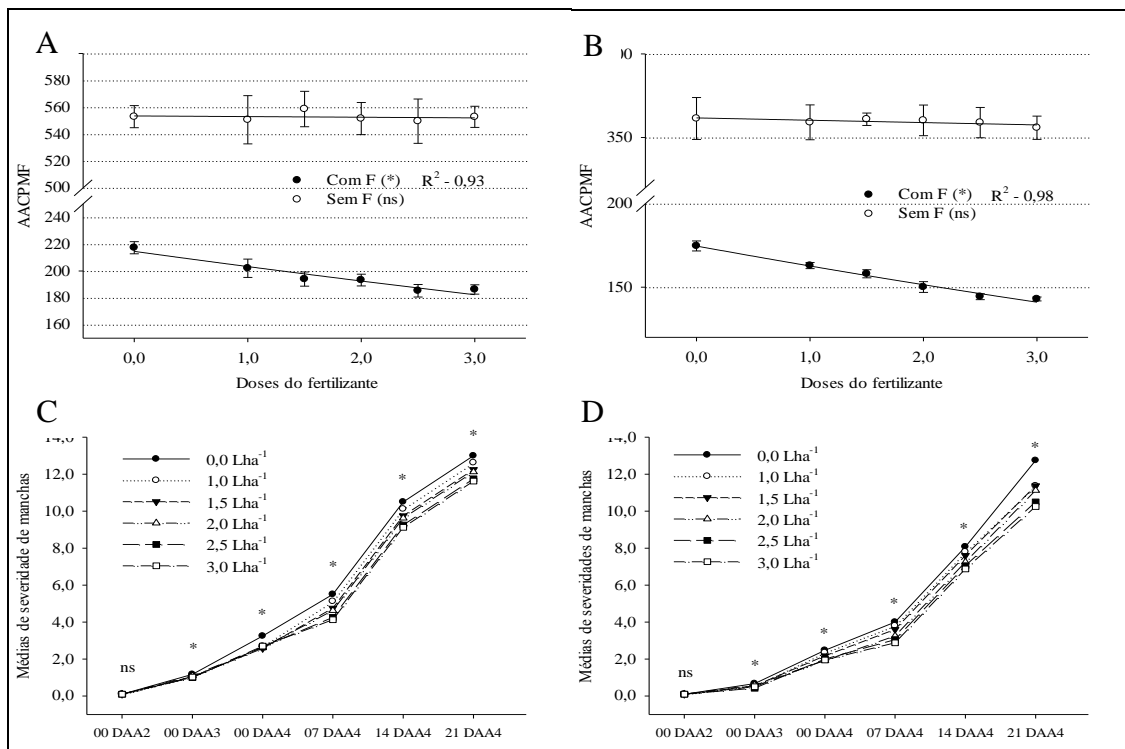 A
580
560
540
520
500
240
220
200
180
160
AACPMF
Com F (*) R² - 0,93
Sem F (ns)
0,0 1,0 2,0 3,0
Doses do fertilizante
B
350
200
150
AACPMF
Com F (*) R² - 0,98
Sem F (ns)
0,0 1,0 2,0 3,0
Doses do fertilizante
C
14,0
12,0
10,0
8,0
6,0
4,0
2,0
0,0
Médias de severidade de manchas
0,0 Lha⁻¹
1,0 Lha⁻¹
1,5 Lha⁻¹
2,0 Lha⁻¹
2,5 Lha⁻¹
3,0 Lha⁻¹
ns * * * * *
00 DAA2 00 DAA3 00 DAA4 07 DAA4 14 DAA4 21 DAA4
D
14,0
12,0
10,0
8,0
6,0
4,0
2,0
0,0
Médias de severidades de manchas
0,0 Lha⁻¹
1,0 Lha⁻¹
1,5 Lha⁻¹
2,0 Lha⁻¹
2,5 Lha⁻¹
3,0 Lha⁻¹
ns * * * * *
00 DAA2 00 DAA3 00 DAA4 07 DAA4 14 DAA4 21 DAA4